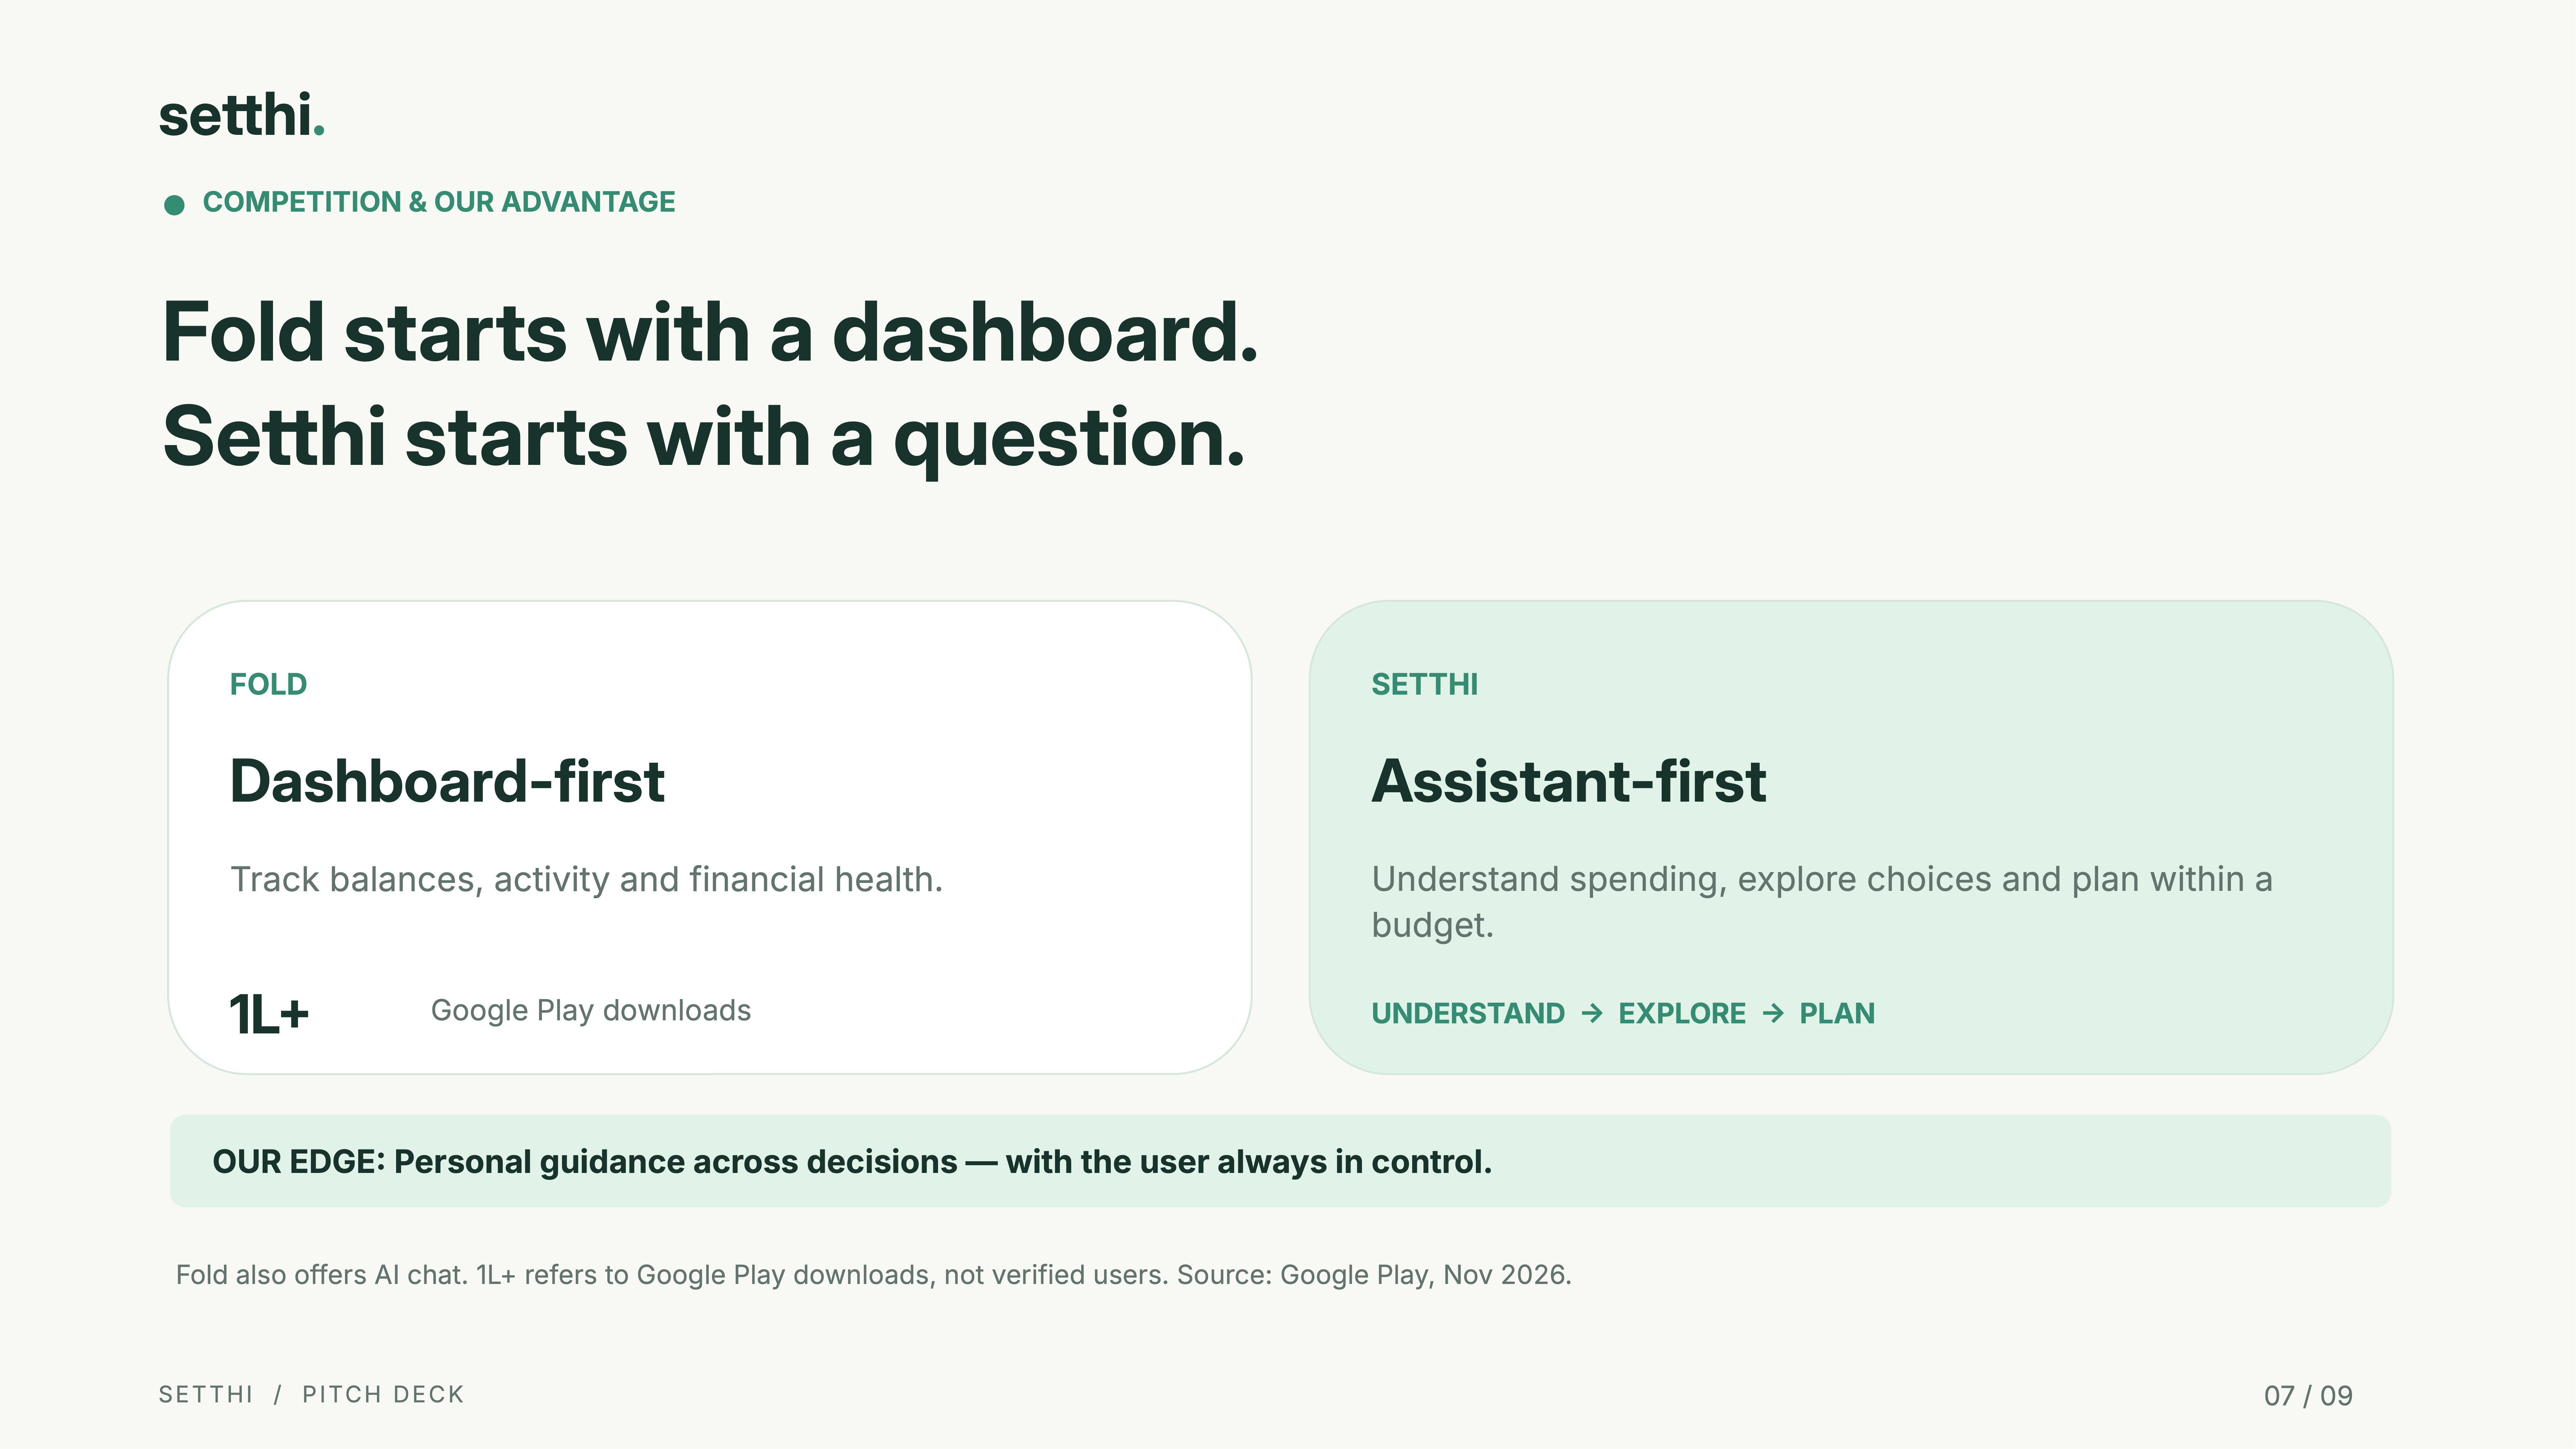 setthi.
COMPETITION & OUR ADVANTAGE
Fold starts with a dashboard.
Setthi starts with a question.
FOLD
Dashboard-first
Track balances, activity and financial health.
1L+ Google Play downloads
SETTHI
Assistant-first
Understand spending, explore choices and plan within a
budget.
UNDERSTAND → EXPLORE → PLAN
OUR EDGE: Personal guidance across decisions — with the user always in control.
Fold also offers AI chat. 1L+ refers to Google Play downloads, not verified users. Source: Google Play, Nov 2026.
SETTHI / PITCH DECK
07 / 09